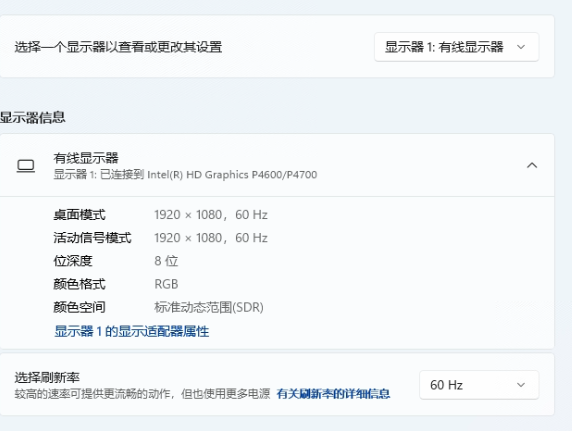 选择一个显示器以查看或更改其设置
显示器 1: 有线显示器
显示器信息
有线显示器
显示器 1: 已连接到 Intel(R) HD Graphics P4600/P4700
桌面模式 1920 × 1080, 60 Hz
活动信号模式 1920 × 1080, 60 Hz
位深度 8 位
颜色格式 RGB
颜色空间 标准动态范围(SDR)
显示器 1 的显示适配器属性
选择刷新率
较高的速率可提供更流畅的动作，但也使用更多电源 有关刷新率的详细信息
60 Hz